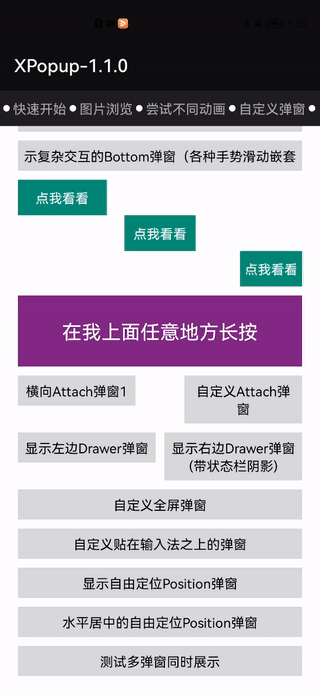 XPopup-1.1.0
快速开始 图片浏览 尝试不同动画 自定义弹窗
示复杂交互的Bottom弹窗（各种手势滑动嵌套
点我看看
点我看看
点我看看
在我上面任意地方长按
横向Attach弹窗1
自定义Attach弹
窗
显示左边Drawer弹窗
显示右边Drawer弹窗
(带状态栏阴影)
自定义全屏弹窗
自定义贴在输入法之上的弹窗
显示自由定位Position弹窗
水平居中的自由定位Position弹窗
测试多弹窗同时展示